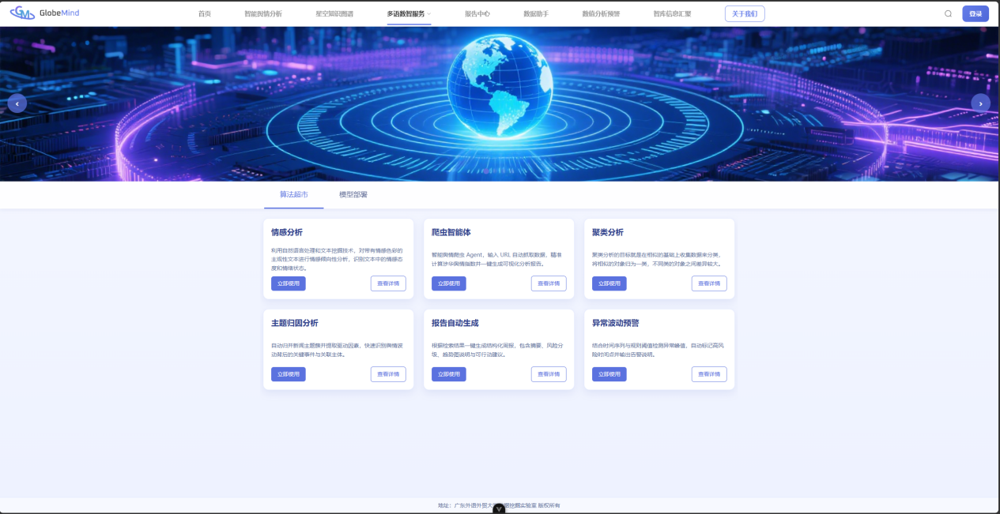 GlobeMind
首页
智能舆情分析
星空知识图谱
多语数智服务
报告中心
数据助手
数值分析预警
智库信息汇聚
关于我们
登录
算法超市
模型部署
情感分析
利用自然语言处理和文本挖掘技术，对带有情感色彩的
主观性文本进行情感倾向性分析，识别文本中的情感态
度和情绪状态。
立即使用
查看详情
爬虫智能体
智能舆情爬虫 Agent，输入 URL 自动抓取数据，精准
计算涉华舆情指数并一键生成可视化分析报告。
立即使用
查看详情
聚类分析
聚类分析的目标就是在相似的基础上收集数据来分类，
将相似的对象归为一类，不同类的对象之间差异较大。
立即使用
查看详情
主题归因分析
自动归并新闻主题簇并提取驱动因素，快速识别舆情波
动背后的关键事件与关联主体。
立即使用
查看详情
报告自动生成
根据检索结果一键生成结构化周报，包含摘要、风险分
级、趋势图说明与可行动建议。
立即使用
查看详情
异常波动预警
结合时间序列与规则阈值检测异常峰值，自动标记高风
险时间点并输出告警说明。
立即使用
查看详情
地址：广东外语外贸大 据挖掘实验室 版权所有